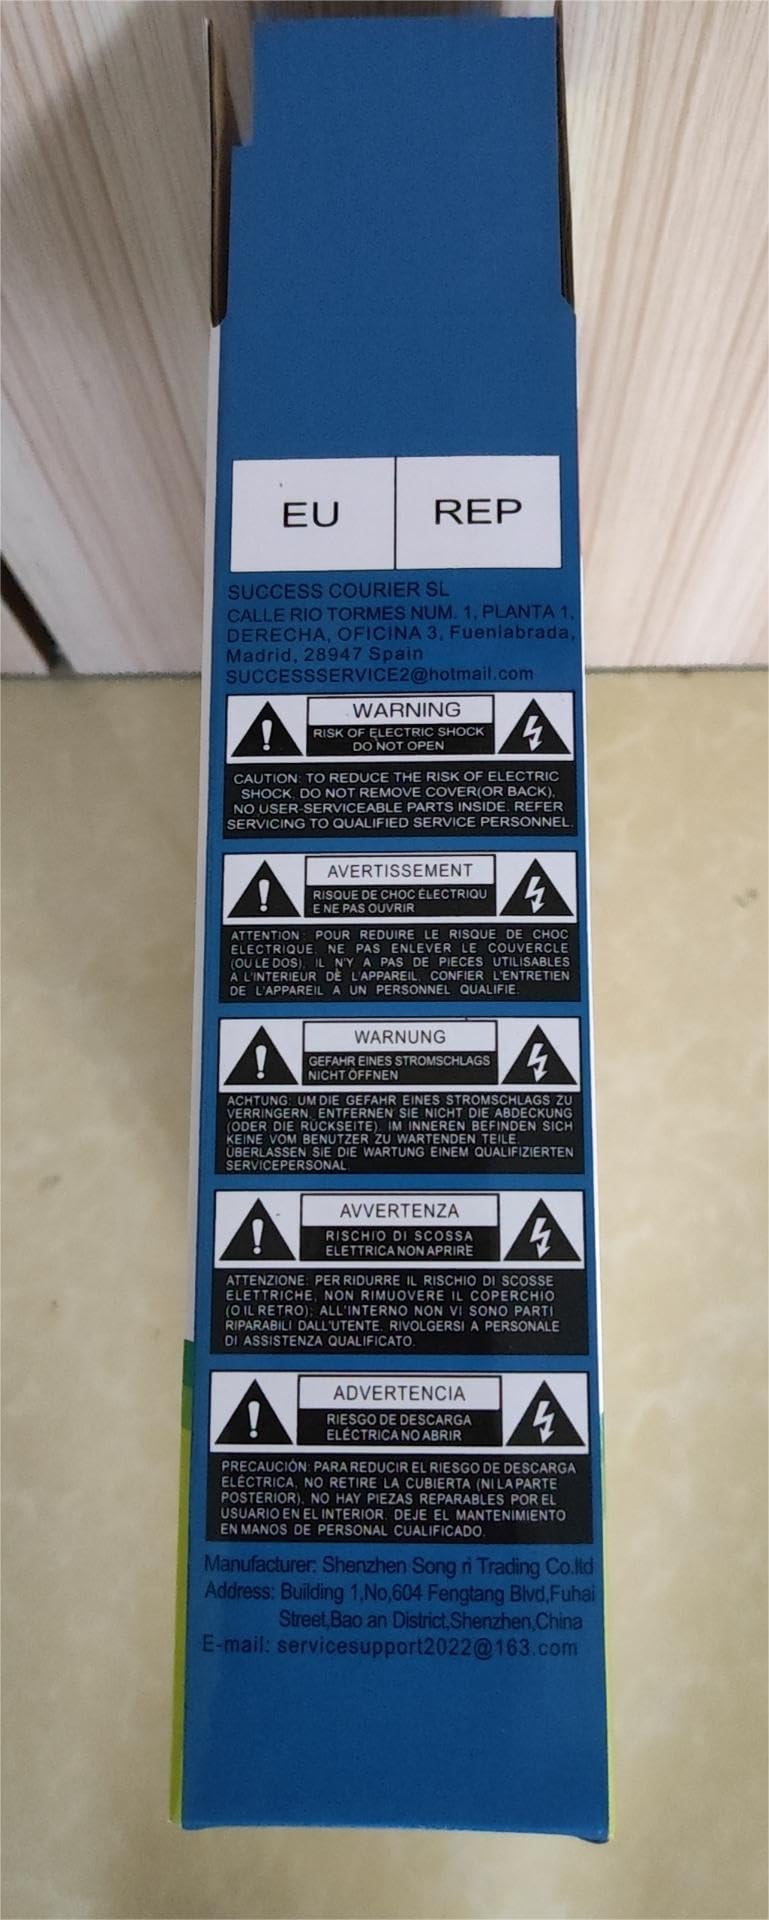 EU REP
SUCCESS COURIER SL
CALLE RIO TORMES NUM. 1, PLANTA 1,
DERECHA, OFICINA 3, Fuenlabrada,
Madrid, 28947 Spain
SUCCESSSERVICE2@hotmail.com
WARNING
RISK OF ELECTRIC SHOCK
DO NOT OPEN
CAUTION: TO REDUCE THE RISK OF ELECTRIC
SHOCK, DO NOT REMOVE COVER(OR BACK),
NO USER-SERVICEABLE PARTS INSIDE. REFER
SERVICING TO QUALIFIED SERVICE PERSONNEL.
AVERTISSEMENT
RISQUE DE CHOC ÉLECTRIQU
E NE PAS OUVRIR
ATTENTION: POUR REDUIRE LE RISQUE DE CHOC
ELECTRIQUE, NE PAS ENLEVER LE COUVERCLE
(OU LE DOS), IL N'Y A PAS DE PIECES UTILISABLES
A L'INTERIEUR DE L'APPAREIL, CONFIER L'ENTRETIEN
DE L'APPAREIL A UN PERSONNEL QUALIFIE.
WARNUNG
GEFAHR EINES STROMSCHLAGS
NICHT ÖFFNEN
ACHTUNG: UM DIE GEFAHR EINES STROMSCHLAGS ZU
VERRINGERN, ENTFERNEN SIE NICHT DIE ABDECKUNG
(ODER DIE RÜCKSEITE), IM INNEREN BEFINDEN SICH
KEINE VOM BENUTZER ZU WARTENDEN TEILE.
ÜBERLASSEN SIE DIE WARTUNG EINEM QUALIFIZIERTEN
SERVICEPERSONAL.
AVVERTENZA
RISCHIO DI SCOSSA
ELETTRICA NON APRIRE
ATTENZIONE: PER RIDURRE IL RISCHIO DI SCOSSE
ELETTRICHE, NON RIMUOVERE IL COPERCHIO
(O IL RETRO); ALL'INTERNO NON VI SONO PARTI
RIPARABILI DALL'UTENTE. RIVOLGERSI A PERSONALE
DI ASSISTENZA QUALIFICATO.
ADVERTENCIA
RIESGO DE DESCARGA
ELÉCTRICA NO ABRIR
PRECAUCIÓN: PARA REDUCIR EL RIESGO DE DESCARGA
ELÉCTRICA, NO RETIRE LA CUBIERTA (NI LA PARTE
POSTERIOR), NO HAY PIEZAS REPARABLES POR EL
USUARIO EN EL INTERIOR. DEJE EL MANTENIMIENTO
EN MANOS DE PERSONAL CUALIFICADO.
Manufacturer: Shenzhen Song ri Trading Co.ltd
Address: Building 1,No,604 Fengtang Blvd,Fuhai
Street,Bao an District,Shenzhen,China
E-mail: servicesupport2022@163.com